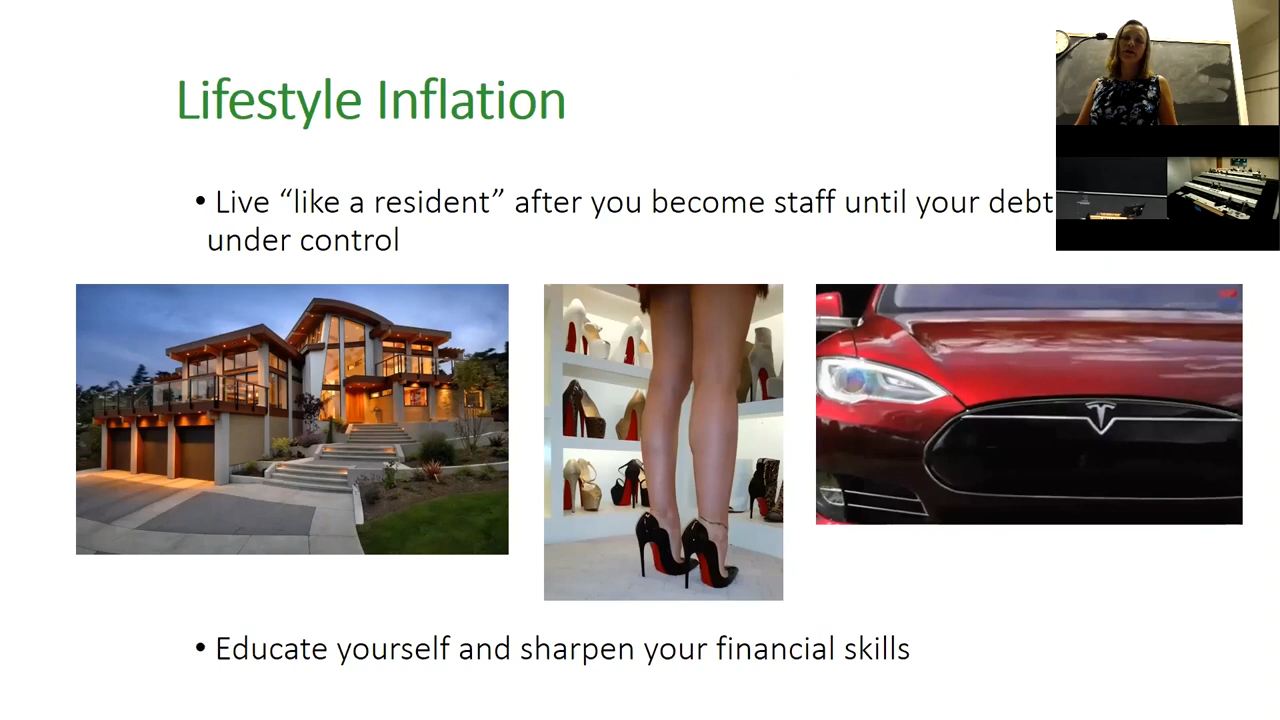 Lifestyle Inflation
• Live “like a resident” after you become staff until your debt
under control
• Educate yourself and sharpen your financial skills